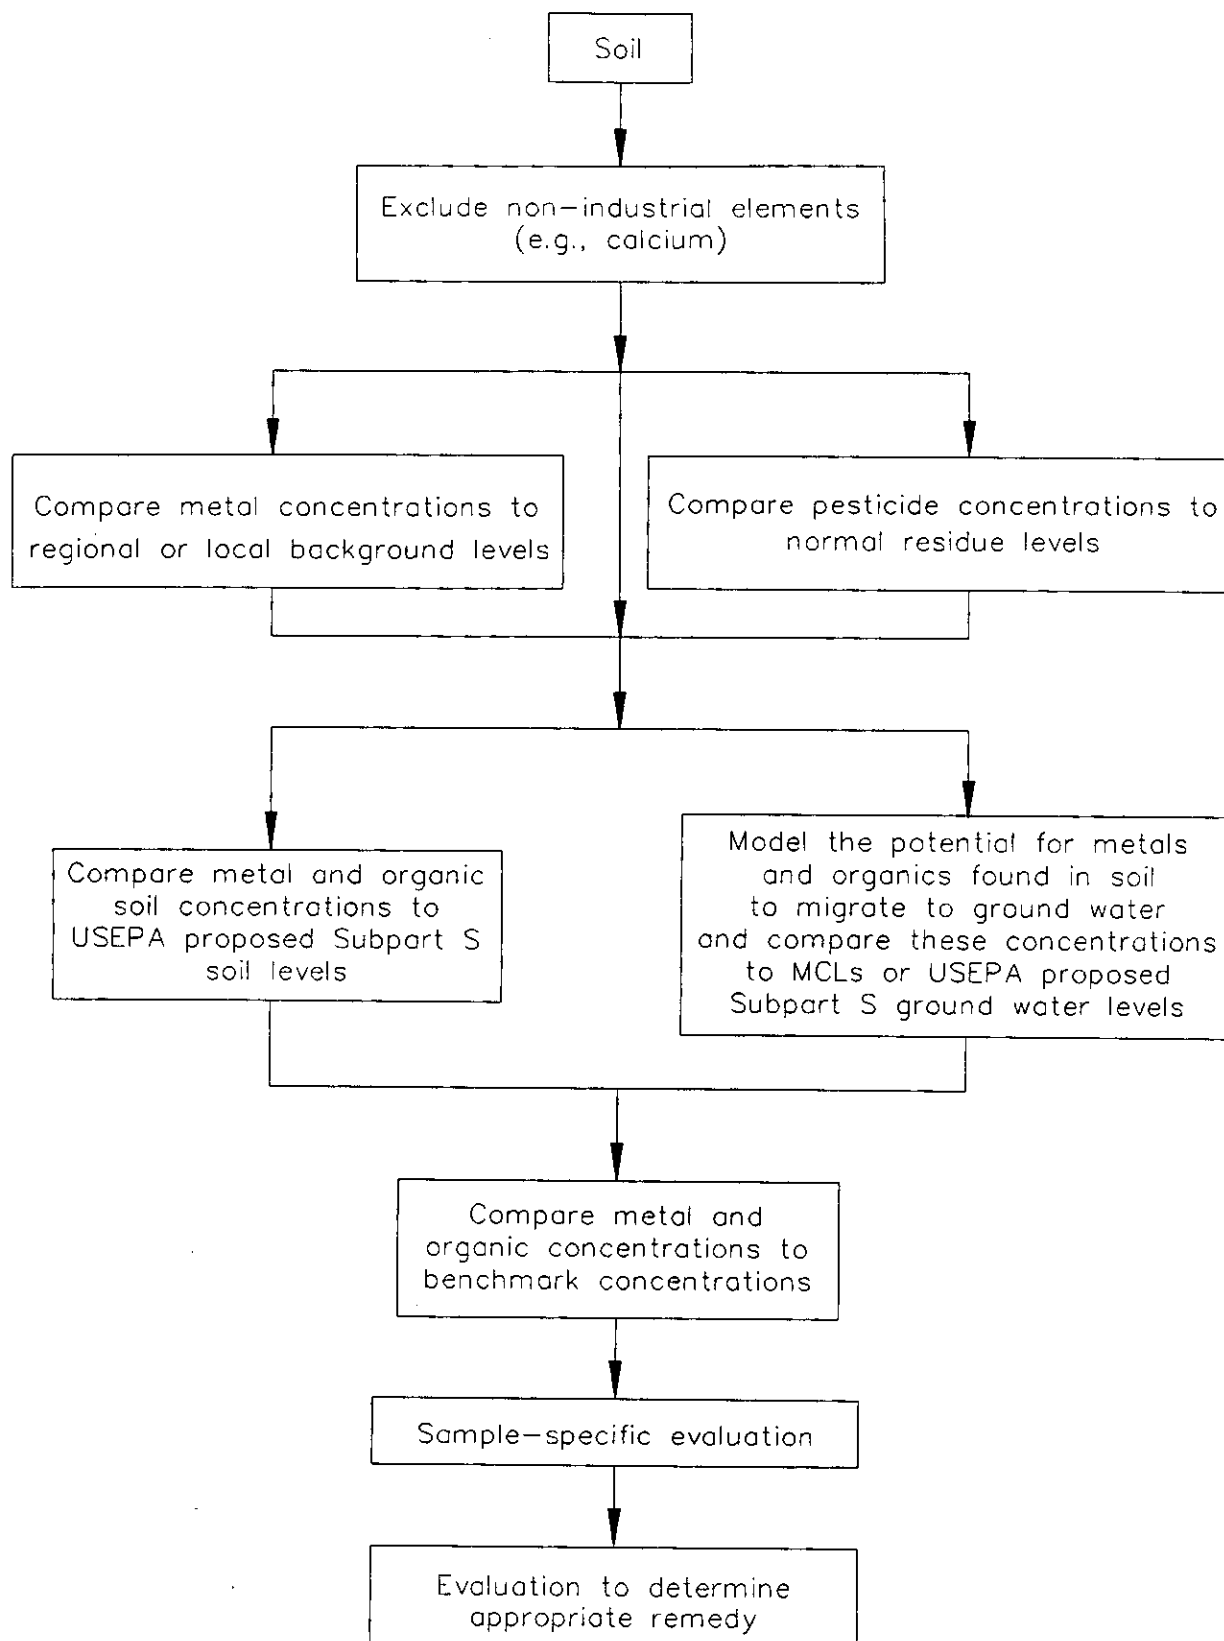 Soil
Exclude non-industrial elements
(e.g., calcium)
Compare metal concentrations to
regional or local background levels
Compare pesticide concentrations to
normal residue levels
Compare metal and organic
soil concentrations to
USEPA proposed Subpart S
soil levels
Model the potential for metals
and organics found in soil
to migrate to ground water
and compare these concentrations
to MCLs or USEPA proposed
Subpart S ground water levels
Compare metal and
organic concentrations to
benchmark concentrations
Sample-specific evaluation
Evaluation to determine
appropriate remedy